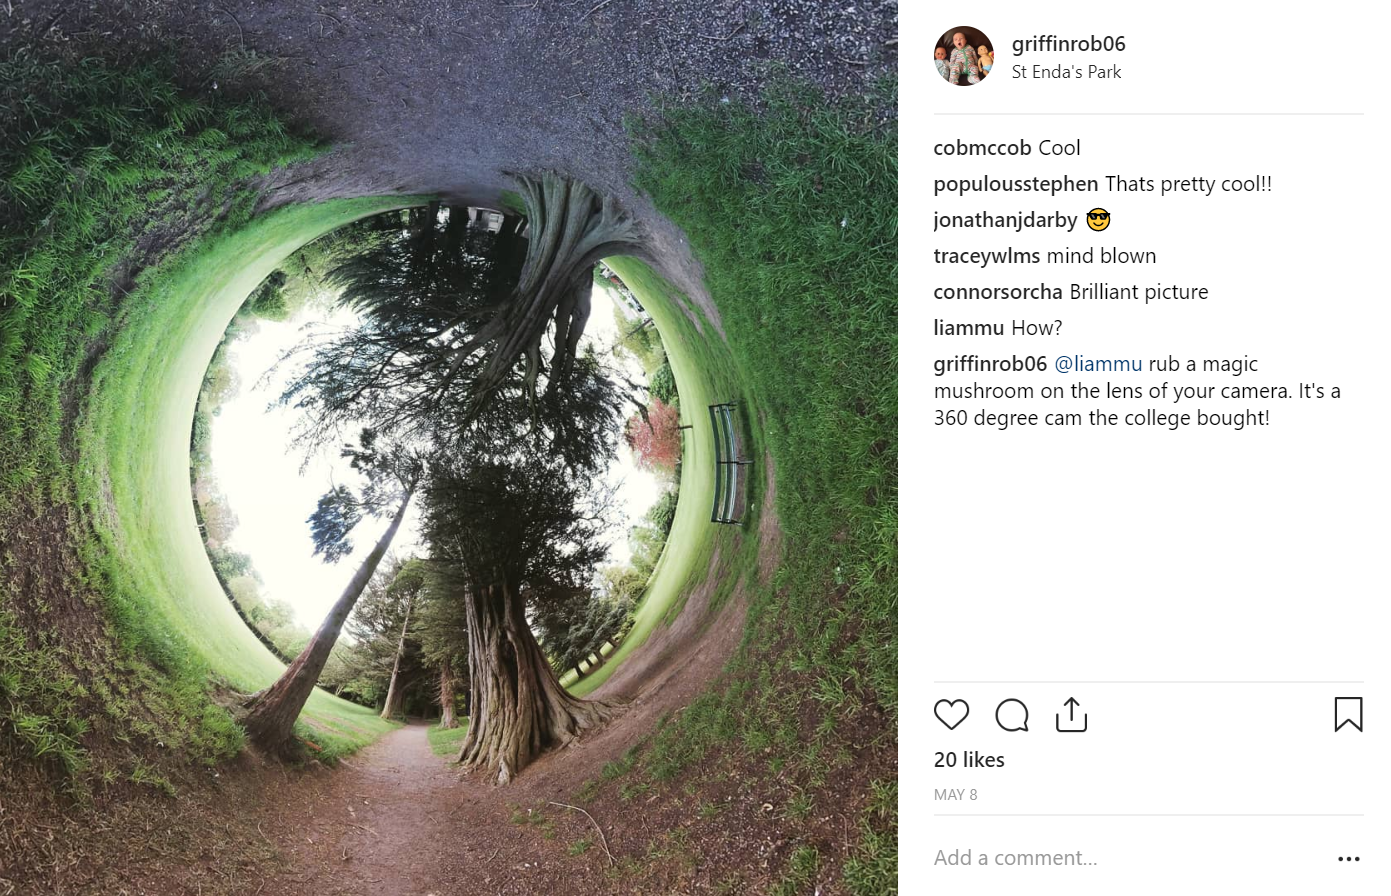 griffinrob06
St Enda's Park
cobmccob Cool
populousstephen Thats pretty cool!!
jonathanjdarby 😎
traceywlms mind blown
connorsorcha Brilliant picture
liammu How?
griffinrob06 @liammu rub a magic
mushroom on the lens of your camera. It's a
360 degree cam the college bought!
20 likes
MAY 8
Add a comment...